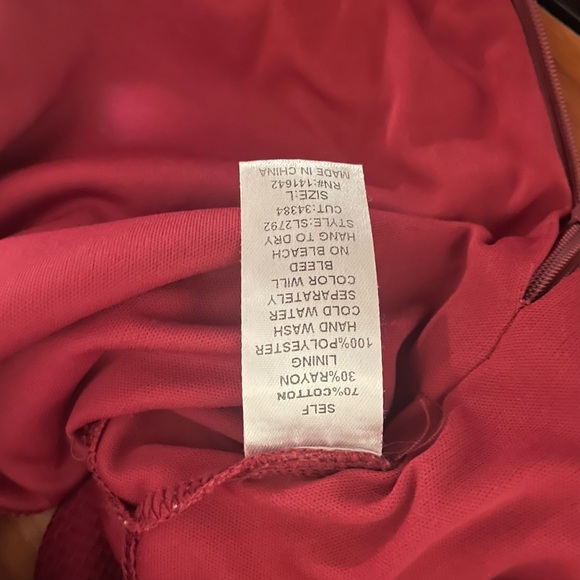 SELF
70%COTTON
30%RAYON
LINING
100%POLYESTER
HAND WASH
COLD WATER
SEPARATELY
COLOR WILL
BLEED
NO BLEACH
HANG TO DRY
STYLE:SL2792
CUT:34384
SIZE:L
RN#:141642
MADE IN CHINA